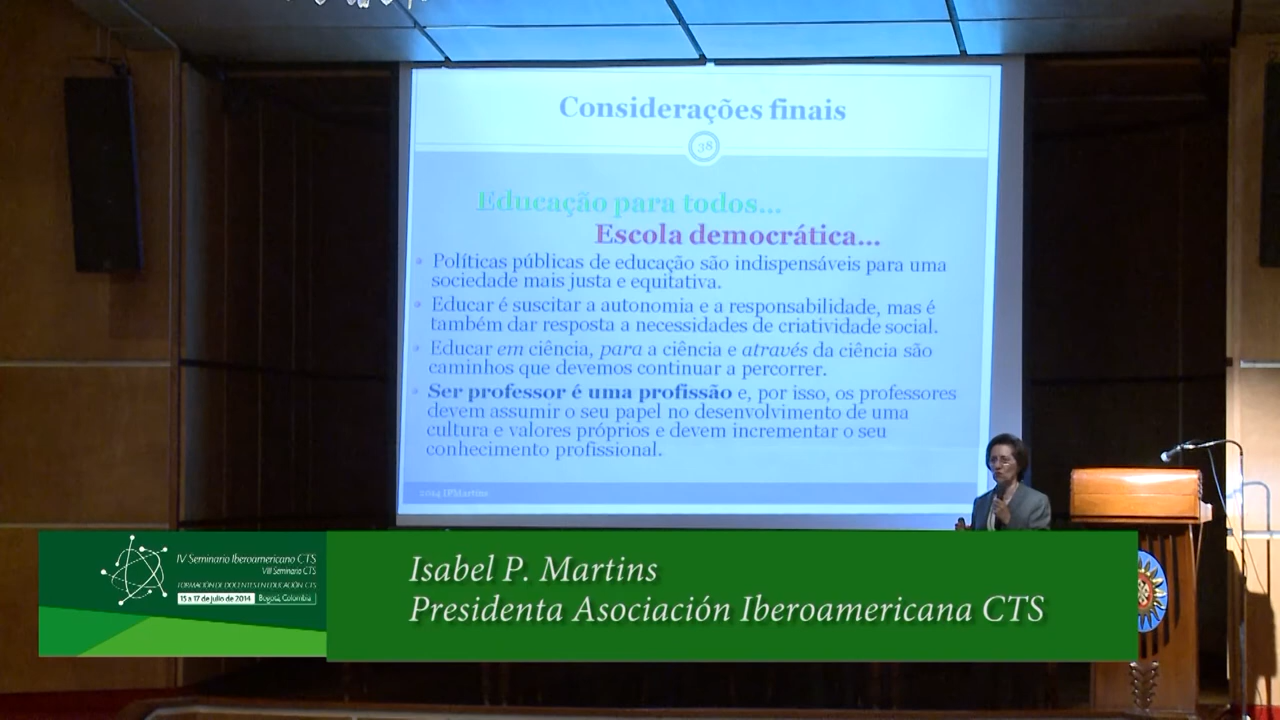 Considerações finais
38
Educação para todos...
Escola democrática...
Políticas públicas de educação são indispensáveis para uma
sociedade mais justa e equitativa.
Educar é suscitar a autonomia e a responsabilidade, mas é
também dar resposta a necessidades de criatividade social.
Educar em ciência, para a ciência e através da ciência são
caminhos que devemos continuar a percorrer.
Ser professor é uma profissão e, por isso, os professores
devem assumir o seu papel no desenvolvimento de uma
cultura e valores próprios e devem incrementar o seu
conhecimento profissional.
2014 IPMartins
IV Seminario Iberoamericano CTS
VIII Seminario CTS
FORMACIÓN DE DOCENTES EN EDUCACIÓN CTS
15 a 17 de julio de 2014 Bogotá, Colombia
Isabel P. Martins
Presidenta Asociación Iberoamericana CTS